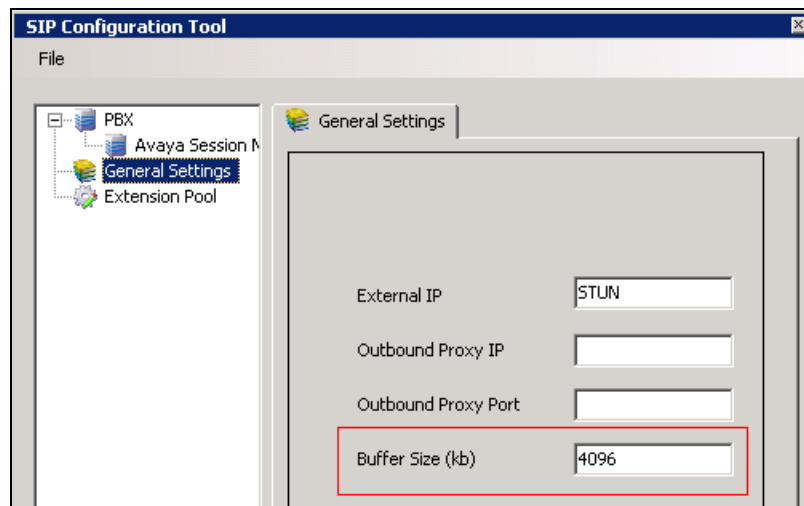 SIP Configuration Tool
File
PBX
Avaya Session
General Settings
Extension Pool
General Settings
External IP
STUN
Outbound Proxy IP
Outbound Proxy Port
Buffer Size (kb)
4096